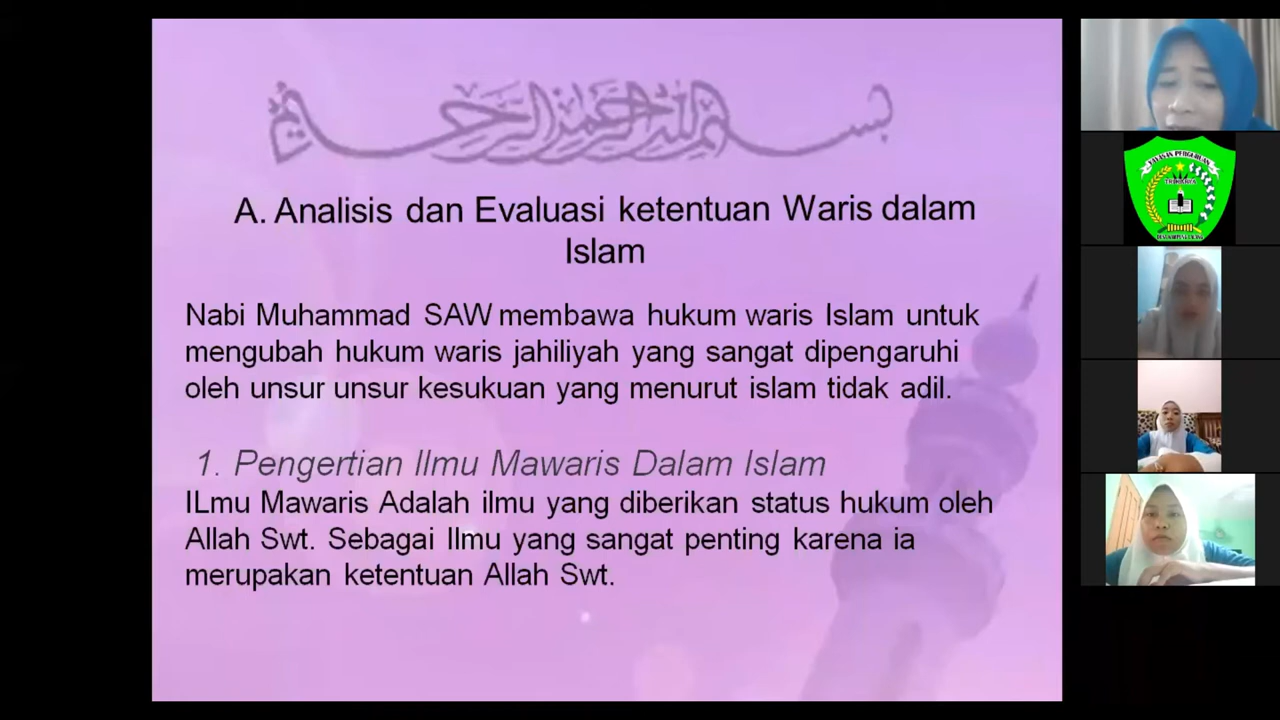 بسم الله الرحمن الرحيم
A. Analisis dan Evaluasi ketentuan Waris dalam
Islam
Nabi Muhammad SAW membawa hukum waris Islam untuk
mengubah hukum waris jahiliyah yang sangat dipengaruhi
oleh unsur unsur kesukuan yang menurut islam tidak adil.
1. Pengertian Ilmu Mawaris Dalam Islam
ILmu Mawaris Adalah ilmu yang diberikan status hukum oleh
Allah Swt. Sebagai Ilmu yang sangat penting karena ia
merupakan ketentuan Allah Swt.
YAYASAN PERGURUAN